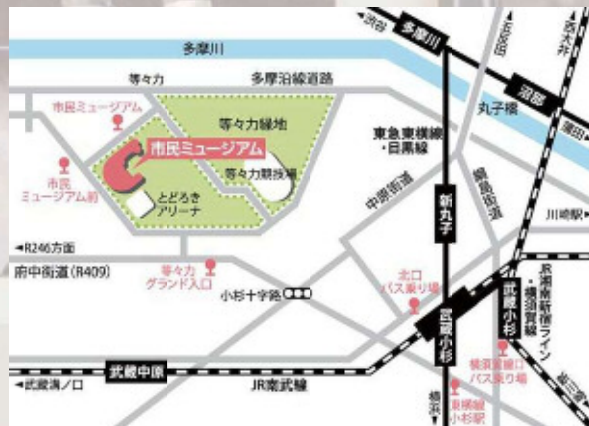 渋谷
多摩川
五反田
西大井
多摩川
等々力
多摩沿線道路
沼部
蒲田
丸子橋
市民ミュージアム
等々力緑地
東急東横線
・目黒線
市民ミュージアム
等々力競技場
綱島街道
中原街道
市民
ミュージアム前
とどろき
アリーナ
新丸子
川崎駅
R246方面
府中街道(R409)
等々力
グランド入口
北口
バス乗り場
小杉十字路
武蔵小杉
武蔵小杉
JR湘南新宿ライン
・横須賀線
武蔵中原
横須賀線口
バス乗り場
武蔵溝ノ口
JR南武線
横浜
東横線
小杉駅